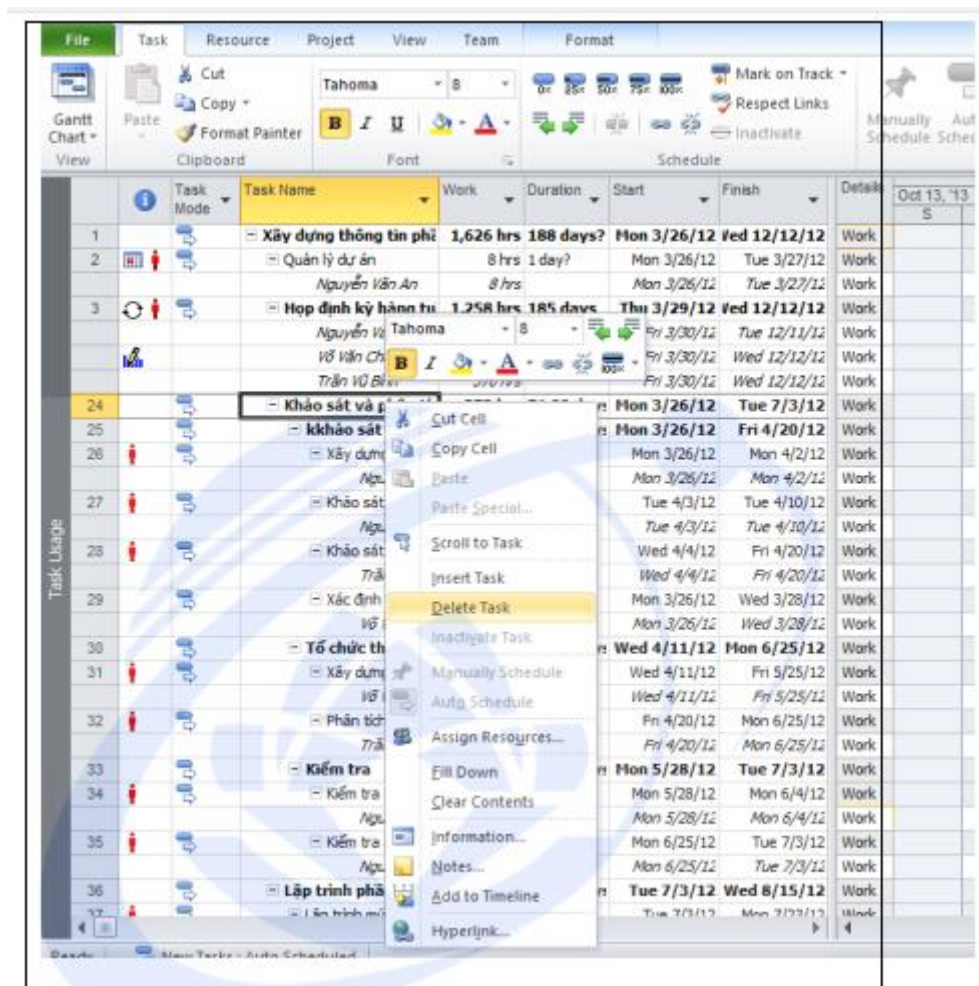 File Task Resource Project View Team Format
Cut
Copy
Format Painter
Paste
Gantt
Chart
Tahoma 8
B I U A
0× 25× 50× 75× 100×
Mark on Track
Respect Links
Inactivate
Manually
Schedule
View Clipboard Font Schedule
Task Mode Task Name Work Duration Start Finish Details Oct 13, '13
S
1 Xây dựng thông tin 1,626 hrs 188 days? Mon 3/26/12 Wed 12/12/12 Work
2 Quản lý dự án 8 hrs 1 day? Mon 3/26/12 Tue 3/27/12 Work
Nguyễn Văn An 8 hrs Mon 3/26/12 Tue 3/27/12 Work
3 Họp định kỳ hàng 1,258 hrs 185 days Thu 3/29/12 Wed 12/12/12 Work
Nguyễn Fri 3/30/12 Tue 12/11/12 Work
Võ Văn Fri 3/30/12 Wed 12/12/12 Work
Trần Vũ Fri 3/30/12 Wed 12/12/12 Work
Tahoma 8
B I A 100×
24 Khảo sát và Mon 3/26/12 Tue 7/3/12 Work
25 kkhảo sát Mon 3/26/12 Fri 4/20/12 Work
26 Xây Mon 3/26/12 Mon 4/2/12 Work
Mon 3/26/12 Mon 4/2/12 Work
27 Khảo sát Tue 4/3/12 Tue 4/10/12 Work
Tue 4/3/12 Tue 4/10/12 Work
28 Khảo sát Wed 4/4/12 Fri 4/20/12 Work
Wed 4/4/12 Fri 4/20/12 Work
29 Xác định Mon 3/26/12 Wed 3/28/12 Work
Võ Mon 3/26/12 Wed 3/28/12 Work
30 Tổ chức Wed 4/11/12 Mon 6/25/12 Work
31 Xây Wed 4/11/12 Fri 5/25/12 Work
Võ Wed 4/11/12 Fri 5/25/12 Work
32 Phân Fri 4/20/12 Mon 6/25/12 Work
Fri 4/20/12 Mon 6/25/12 Work
33 Kiểm tra Mon 5/28/12 Tue 7/3/12 Work
34 Kiểm tra Mon 5/28/12 Mon 6/4/12 Work
Mon 5/28/12 Mon 6/4/12 Work
35 Kiểm tra Mon 6/25/12 Tue 7/3/12 Work
Mon 6/25/12 Tue 7/3/12 Work
36 Lập trình Tue 7/3/12 Wed 8/15/12 Work
Cut Cell
Copy Cell
Paste
Paste Special...
Scroll to Task
Insert Task
Delete Task
Inactivate Task
Manually Schedule
Auto Schedule
Assign Resources...
Fill Down
Clear Contents
Information...
Notes...
Add to Timeline
Hyperlink...
Task Usage